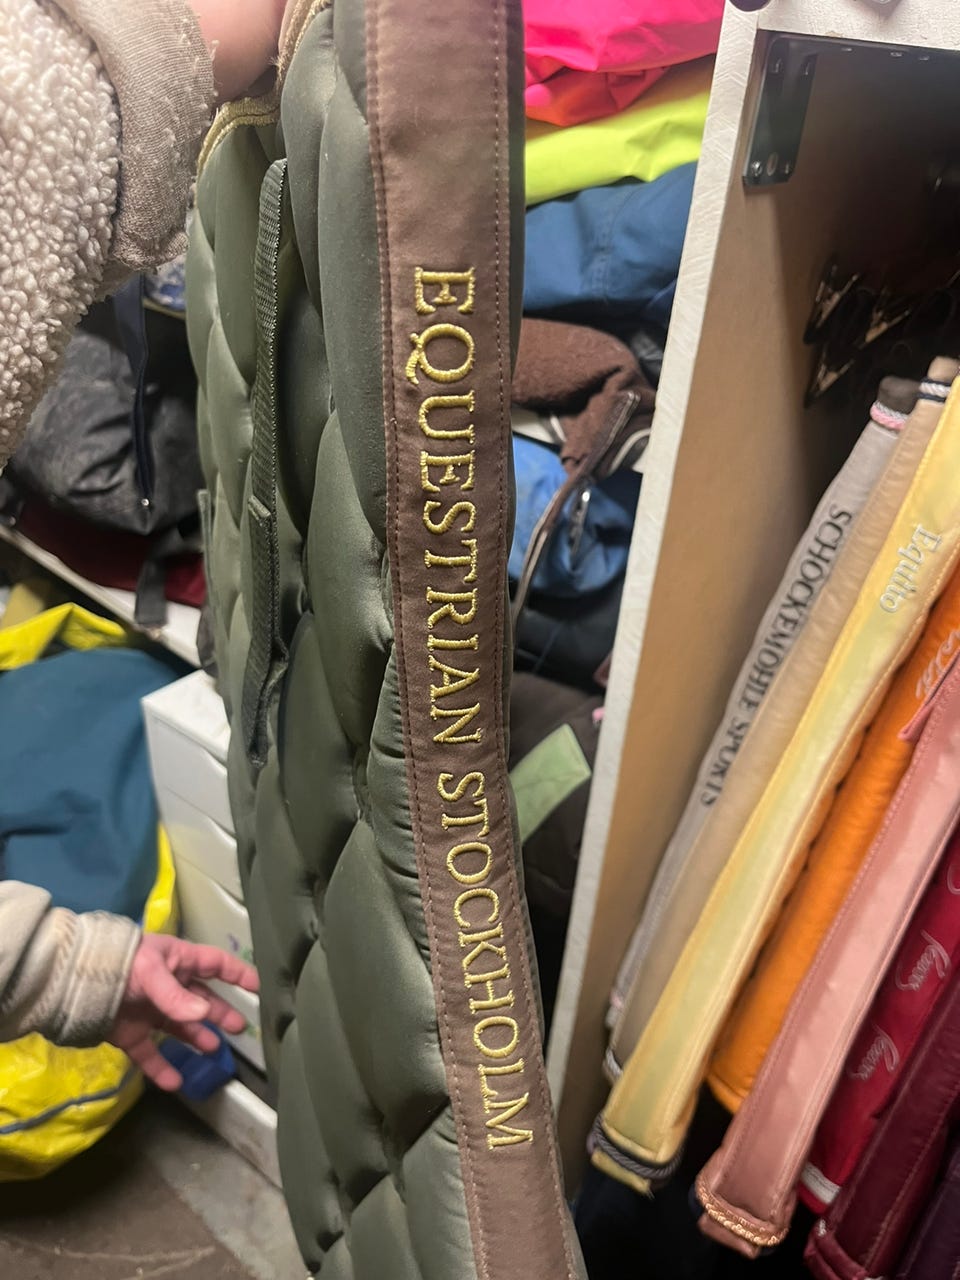 EQUESTRIAN STOCKHOLM
SCHOCKEMÖHLE SPORTS
Equito